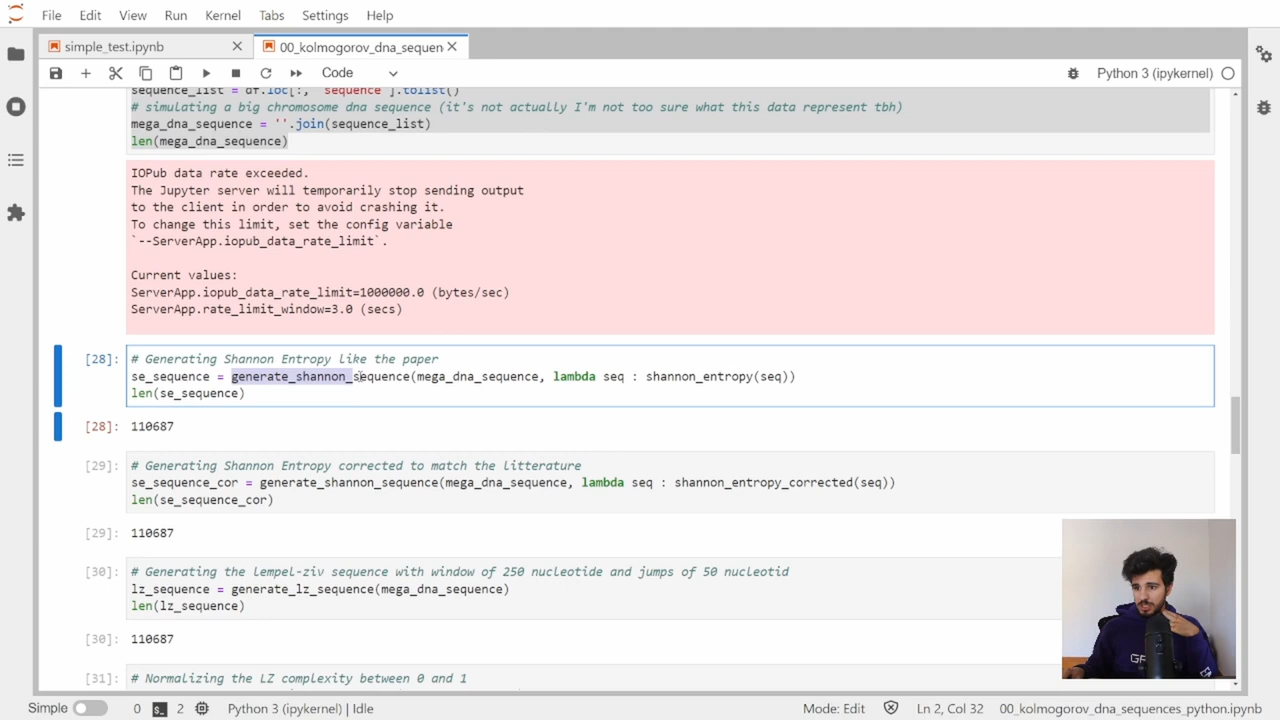 File Edit View Run Kernel Tabs Settings Help
simple_test.ipynb
00_kolmogorov_dna_sequen
Code
Python 3 (ipykernel)
sequence_list = df.loc[:, 'sequence'].tolist()
# simulating a big chromosome dna sequence (it's not actually I'm not too sure what this data represent tbh)
mega_dna_sequence = ''.join(sequence_list)
len(mega_dna_sequence)
IOPub data rate exceeded.
The Jupyter server will temporarily stop sending output
to the client in order to avoid crashing it.
To change this limit, set the config variable
`--ServerApp.iopub_data_rate_limit`.
Current values:
ServerApp.iopub_data_rate_limit=1000000.0 (bytes/sec)
ServerApp.rate_limit_window=3.0 (secs)
[28]: # Generating Shannon Entropy like the paper
se_sequence = generate_shannon_sequence(mega_dna_sequence, lambda seq : shannon_entropy(seq))
len(se_sequence)
[28]: 110687
[29]: # Generating Shannon Entropy corrected to match the litterature
se_sequence_cor = generate_shannon_sequence(mega_dna_sequence, lambda seq : shannon_entropy_corrected(seq))
len(se_sequence_cor)
[29]: 110687
[30]: # Generating the Lempel-ziv sequence with window of 250 nucleotide and jumps of 50 nucleotid
lz_sequence = generate_lz_sequence(mega_dna_sequence)
len(lz_sequence)
[30]: 110687
[31]: # Normalizing the LZ complexity between 0 and 1
Simple 0 2 Python 3 (ipykernel) | Idle Mode: Edit Ln 2, Col 32 00_kolmogorov_dna_sequences_python.ipynb